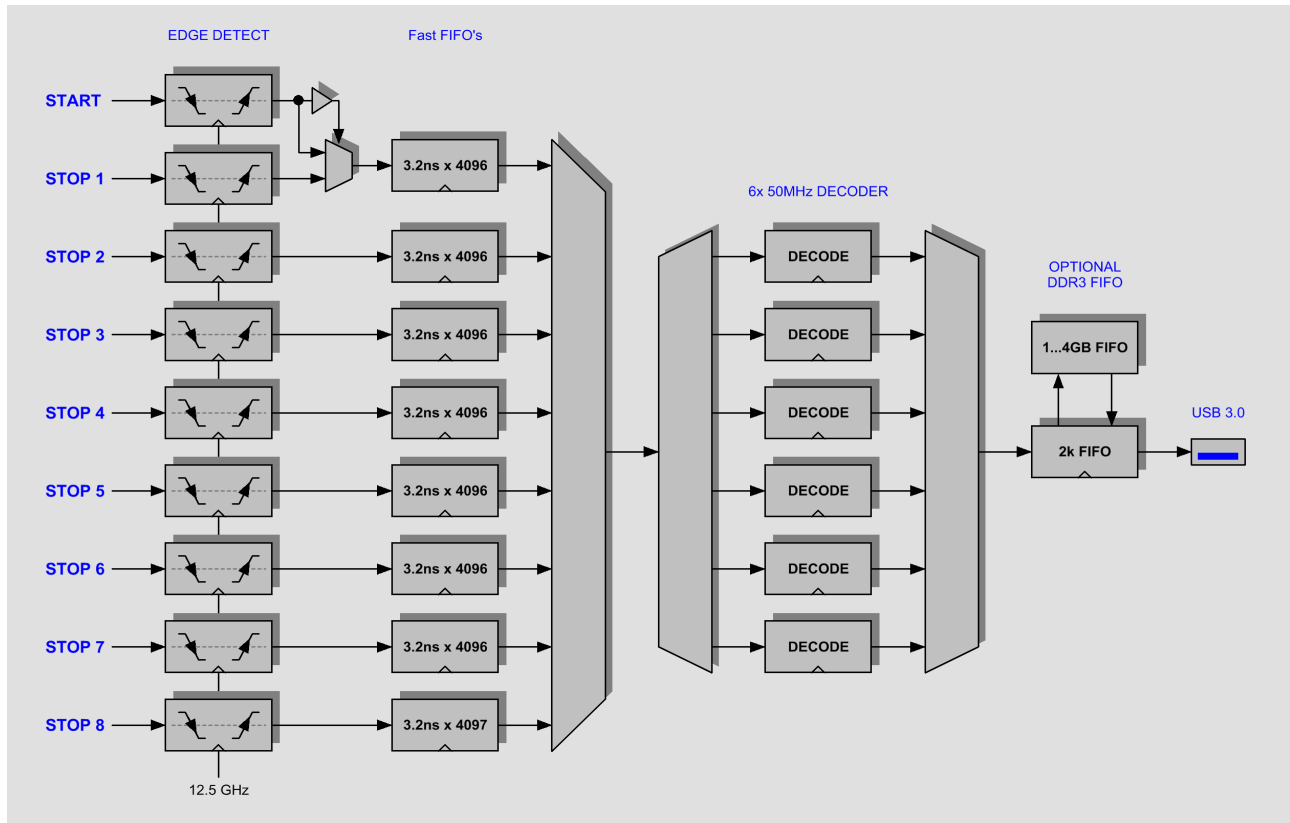 EDGE DETECT
Fast FIFO's
START
STOP 1
3.2ns x 4096
6x 50MHz DECODER
STOP 2
3.2ns x 4096
DECODE
OPTIONAL
DDR3 FIFO
STOP 3
3.2ns x 4096
DECODE
1...4GB FIFO
STOP 4
3.2ns x 4096
DECODE
USB 3.0
2k FIFO
STOP 5
3.2ns x 4096
DECODE
STOP 6
3.2ns x 4096
DECODE
STOP 7
3.2ns x 4096
DECODE
STOP 8
3.2ns x 4097
12.5 GHz